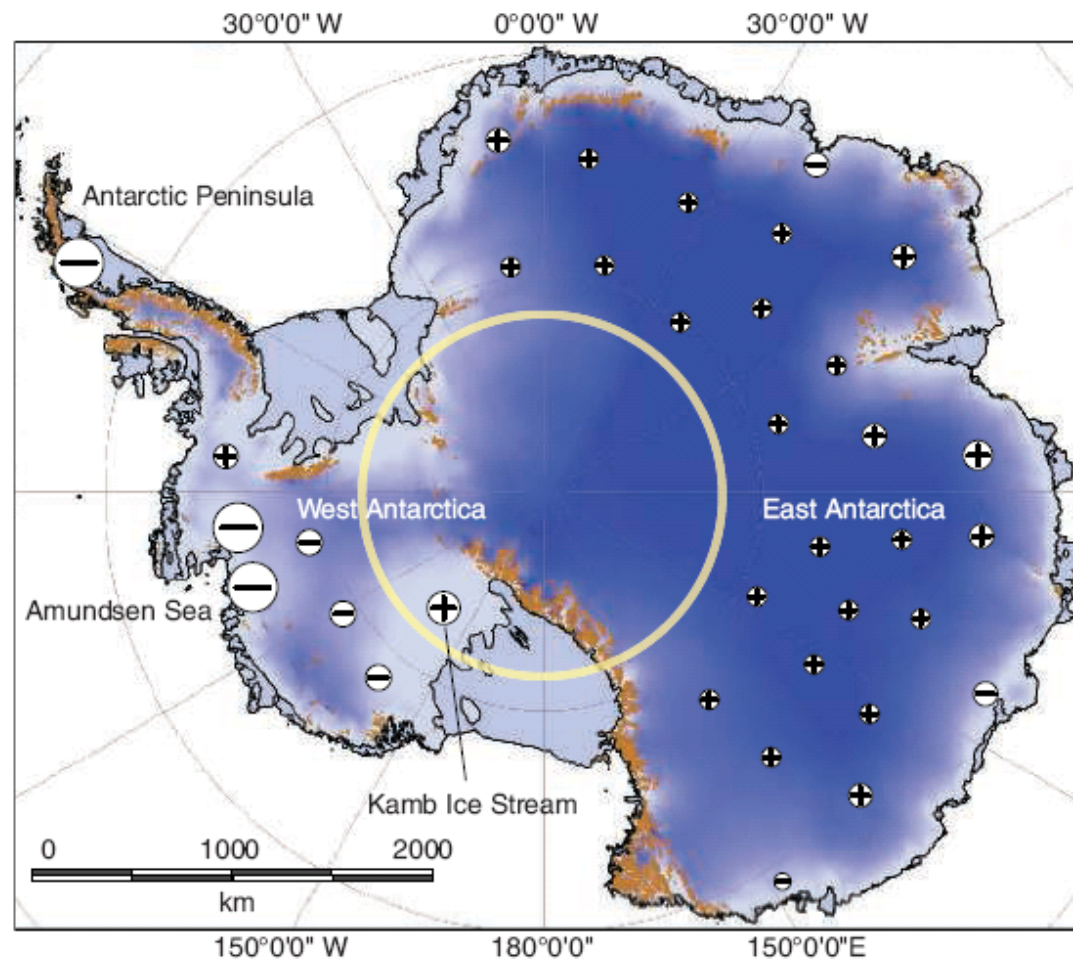 30°0'0" W 0°0'0" W 30°0'0" W
Antarctic Peninsula
West Antarctica East Antarctica
Amundsen Sea
Kamb Ice Stream
0 1000 2000
km
150°0'0" W 180°0'0" 150°0'0"E